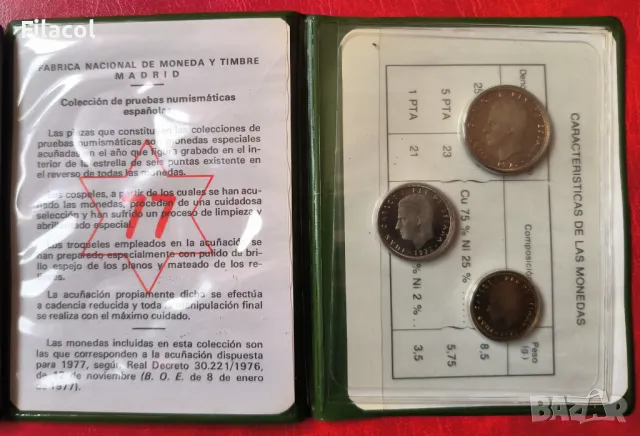 Filacol
FABRICA NACIONAL DE MONEDA Y TIMBRE
MADRID
Colección de pruebas numismáticas
españolas
Las piezas que constituyen las colecciones de
pruebas numismáticas son monedas especiales
acuñadas en el año que figura grabado en el in-
terior de la estrella de seis puntas existente en
el reverso de todas las monedas.
Los cospeles, a partir de los cuales se han acu-
ñado las monedas, proceden de una cuidadosa
selección y han sufrido un proceso de limpieza y
abrillantado especial.
Los troqueles empleados en la acuñación se
han preparado especialmente con pulido de bri-
llo espejo de los planos y mateado de los re-
lieves.
La acuñación propiamente dicha se efectúa
a cadencia reducida y toda la manipulación final
se realiza con el máximo cuidado.
Las monedas incluidas en esta colección son
las que corresponden a la acuñación dispuesta
para 1977, según Real Decreto 30.221/1976,
de 12 de noviembre (B. O. E. de 8 de enero
de 1977).
77
CARACTERISTICAS DE LAS MONEDAS
Composición
Peso
(g.)
25
8,5
5 PTA
23
Cu 75 % Ni 25 %
5,75
1 PTA
21
% Ni 2 %
3,5
BAZAR